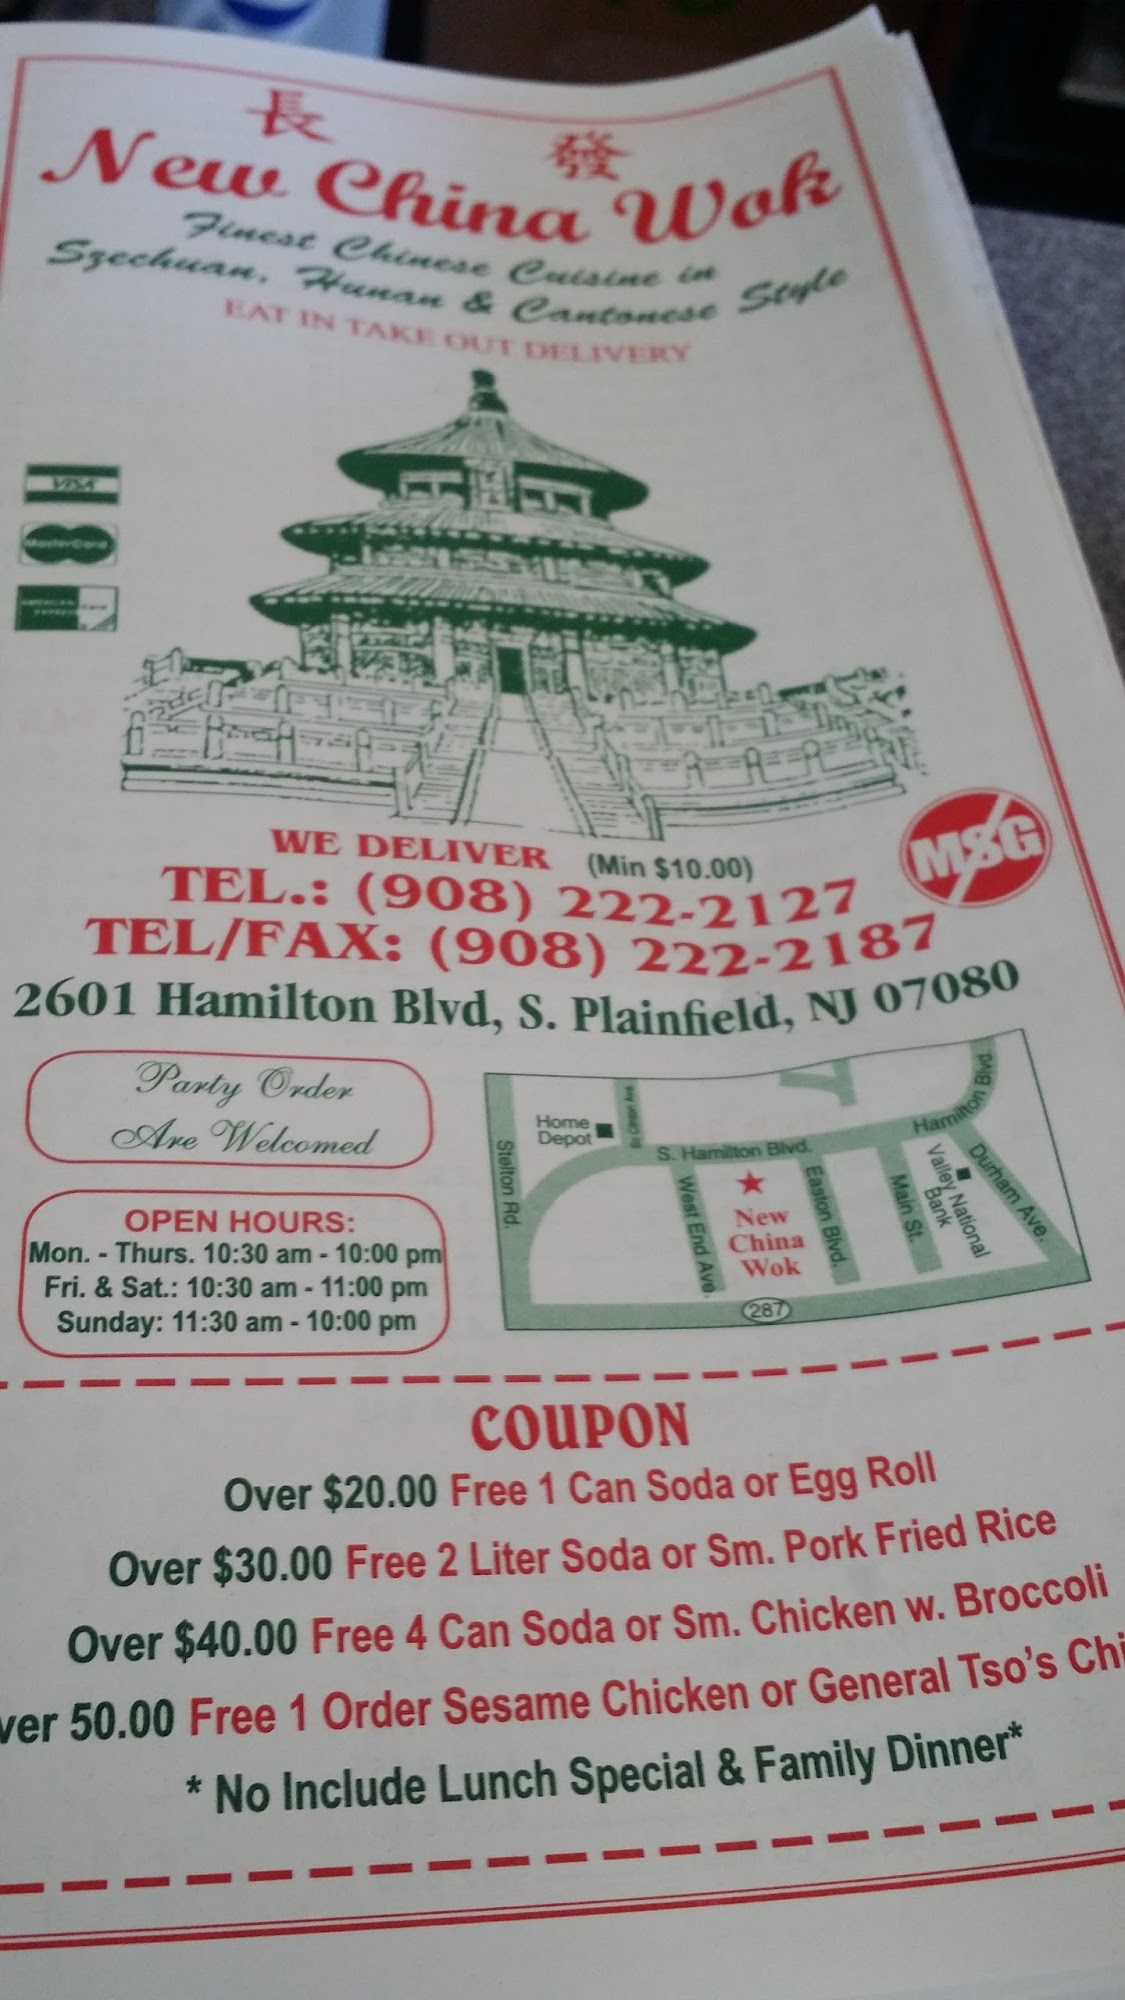 長 發
New China Wok
Finest Chinese Cuisine in
Szechuan, Hunan & Cantonese Style
EAT IN TAKE OUT DELIVERY
VISA
MasterCard
AMERICAN EXPRESS Card
WE DELIVER (Min $10.00)
MSG
TEL.: (908) 222-2127
TEL/FAX: (908) 222-2187
2601 Hamilton Blvd, S. Plainfield, NJ 07080
Party Order
Are Welcomed
OPEN HOURS:
Mon. - Thurs. 10:30 am - 10:00 pm
Fri. & Sat.: 10:30 am - 11:00 pm
Sunday: 11:30 am - 10:00 pm
Stelton Rd.
Home
Depot
So. Clinton Ave.
S. Hamilton Blvd.
Hamilton Blvd.
West End Ave.
New
China
Wok
Easton Blvd.
Main St.
Valley National
Bank
Durham Ave.
287
COUPON
Over $20.00 Free 1 Can Soda or Egg Roll
Over $30.00 Free 2 Liter Soda or Sm. Pork Fried Rice
Over $40.00 Free 4 Can Soda or Sm. Chicken w. Broccoli
ver 50.00 Free 1 Order Sesame Chicken or General Tso's Chi
* No Include Lunch Special & Family Dinner*